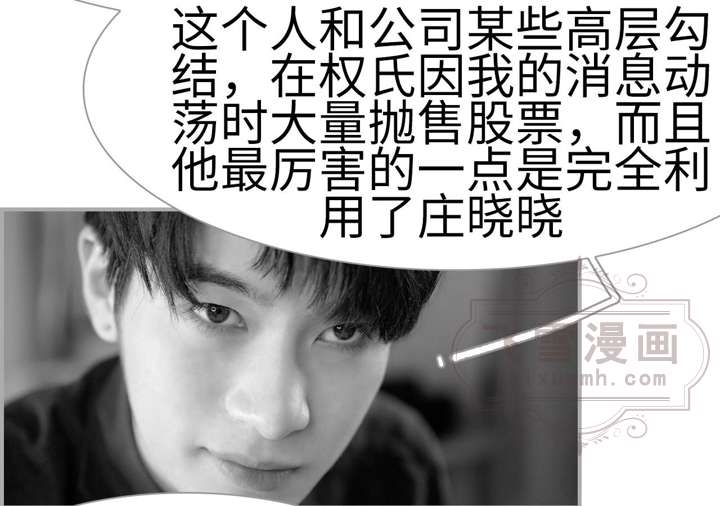 这个人和公司某些高层勾
结，在权氏因我的消息动
荡时大量抛售股票，而且
他最厉害的一点是完全利
用了庄晓晓
漫画